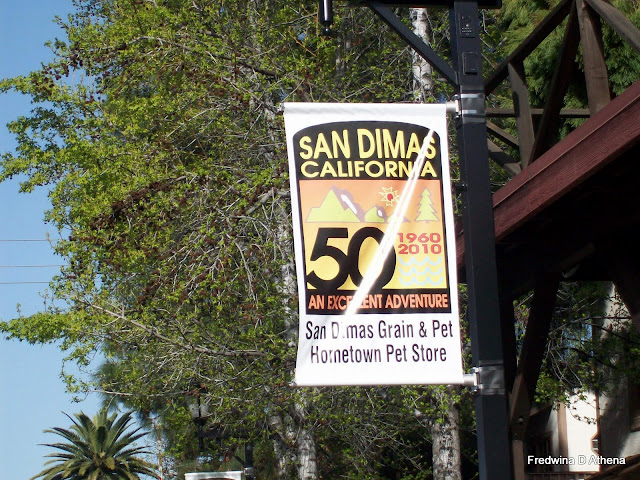 SAN DIMAS
CALIFORNIA
50
1960
2010
AN EXCELLENT ADVENTURE
San Dimas Grain & Pet
Hometown Pet Store
Fredwina D Athena